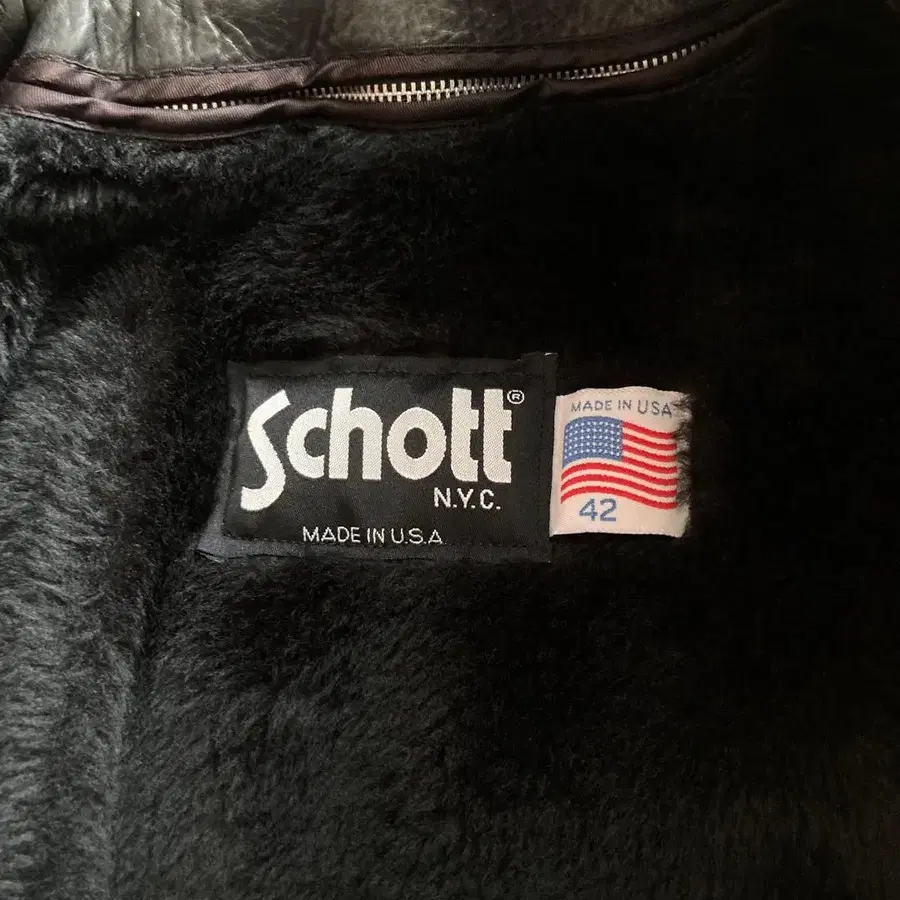 Schott®
N.Y.C.
MADE IN U.S.A
MADE IN USA
42